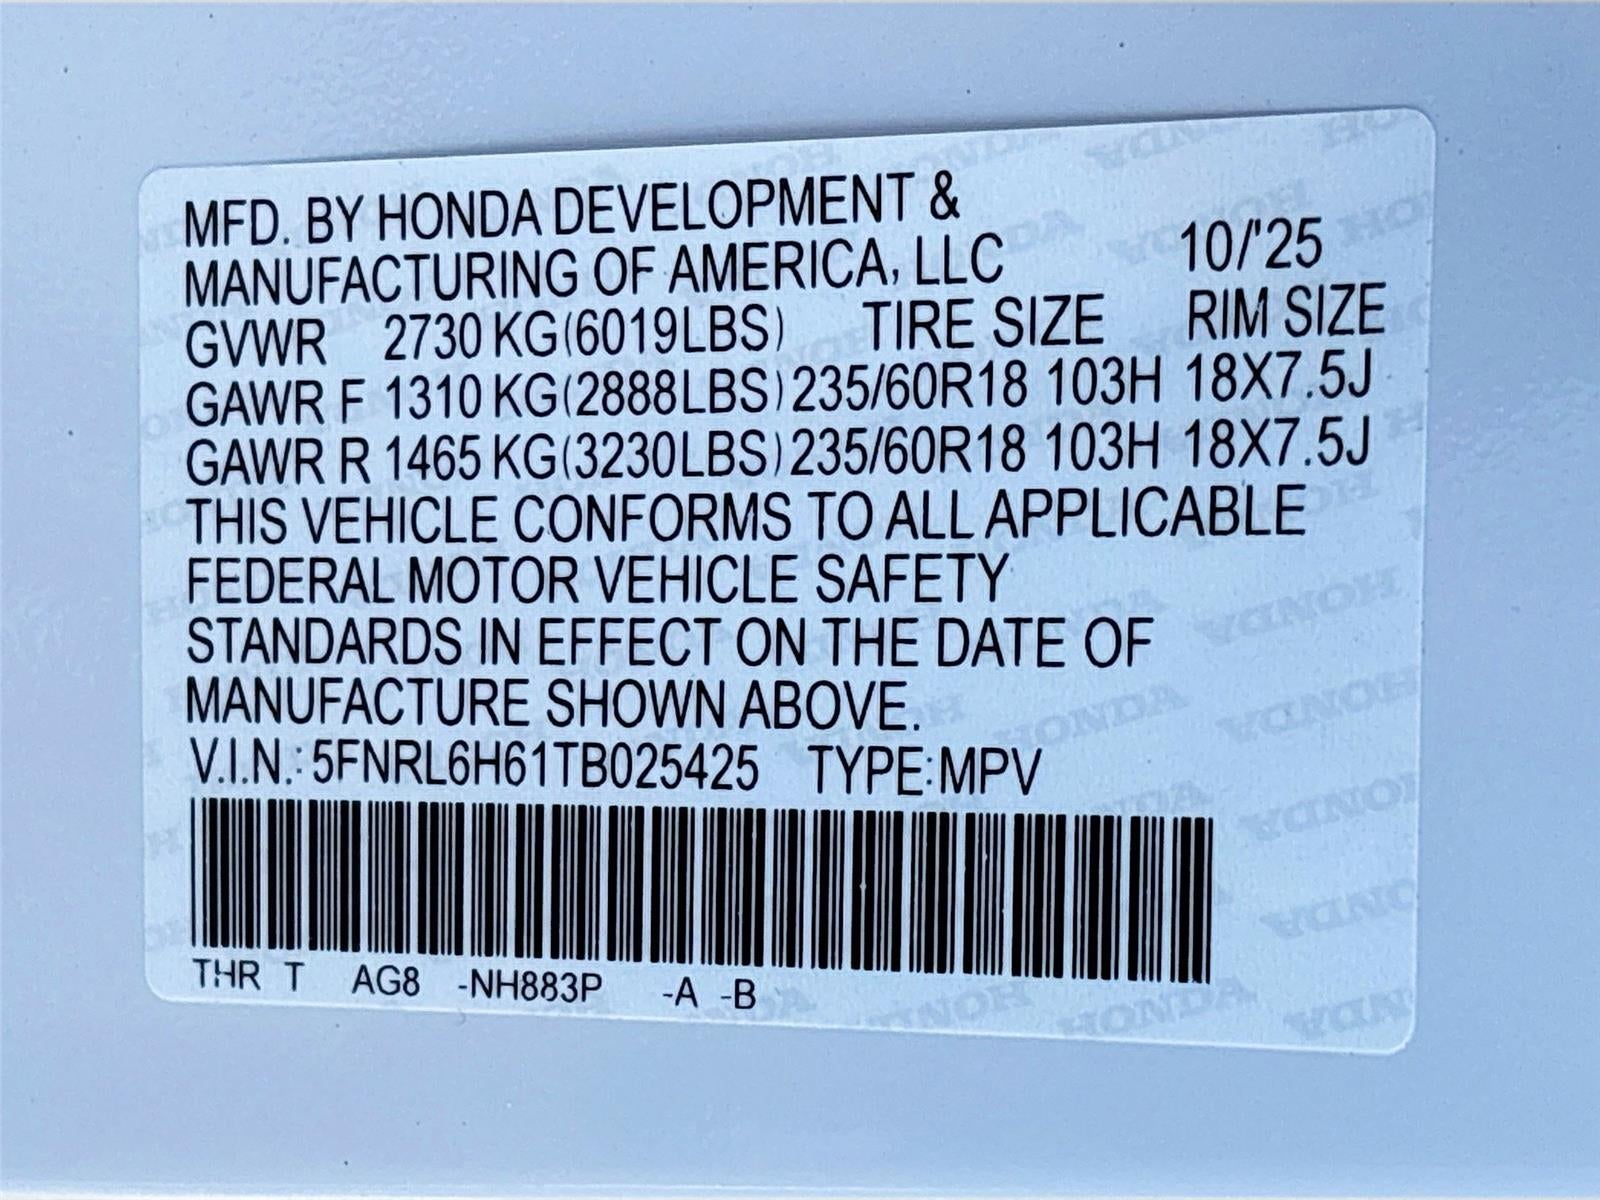 MFD. BY HONDA DEVELOPMENT &
MANUFACTURING OF AMERICA, LLC 10/'25
GVWR 2730 KG(6019LBS) TIRE SIZE RIM SIZE
GAWR F 1310 KG(2888LBS) 235/60R18 103H 18X7.5J
GAWR R 1465 KG(3230LBS) 235/60R18 103H 18X7.5J
THIS VEHICLE CONFORMS TO ALL APPLICABLE
FEDERAL MOTOR VEHICLE SAFETY
STANDARDS IN EFFECT ON THE DATE OF
MANUFACTURE SHOWN ABOVE.
V.I.N.: 5FNRL6H61TB025425 TYPE:MPV
THR T AG8 -NH883P -A -B